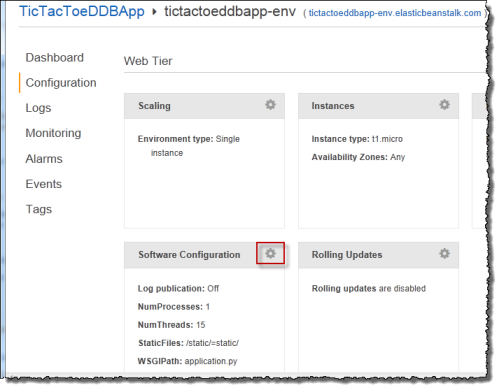 TicTacToeDDBApp ▸ tictactoeddbapp-env ( tictactoeddbapp-env.elasticbeanstalk.com )
Dashboard
Configuration
Logs
Monitoring
Alarms
Events
Tags
Web Tier
Scaling
Environment type: Single
instance
Instances
Instance type: t1.micro
Availability Zones: Any
Software Configuration
Log publication: Off
NumProcesses: 1
NumThreads: 15
StaticFiles: /static/=static/
WSGIPath: application.py
Rolling Updates
Rolling updates are disabled